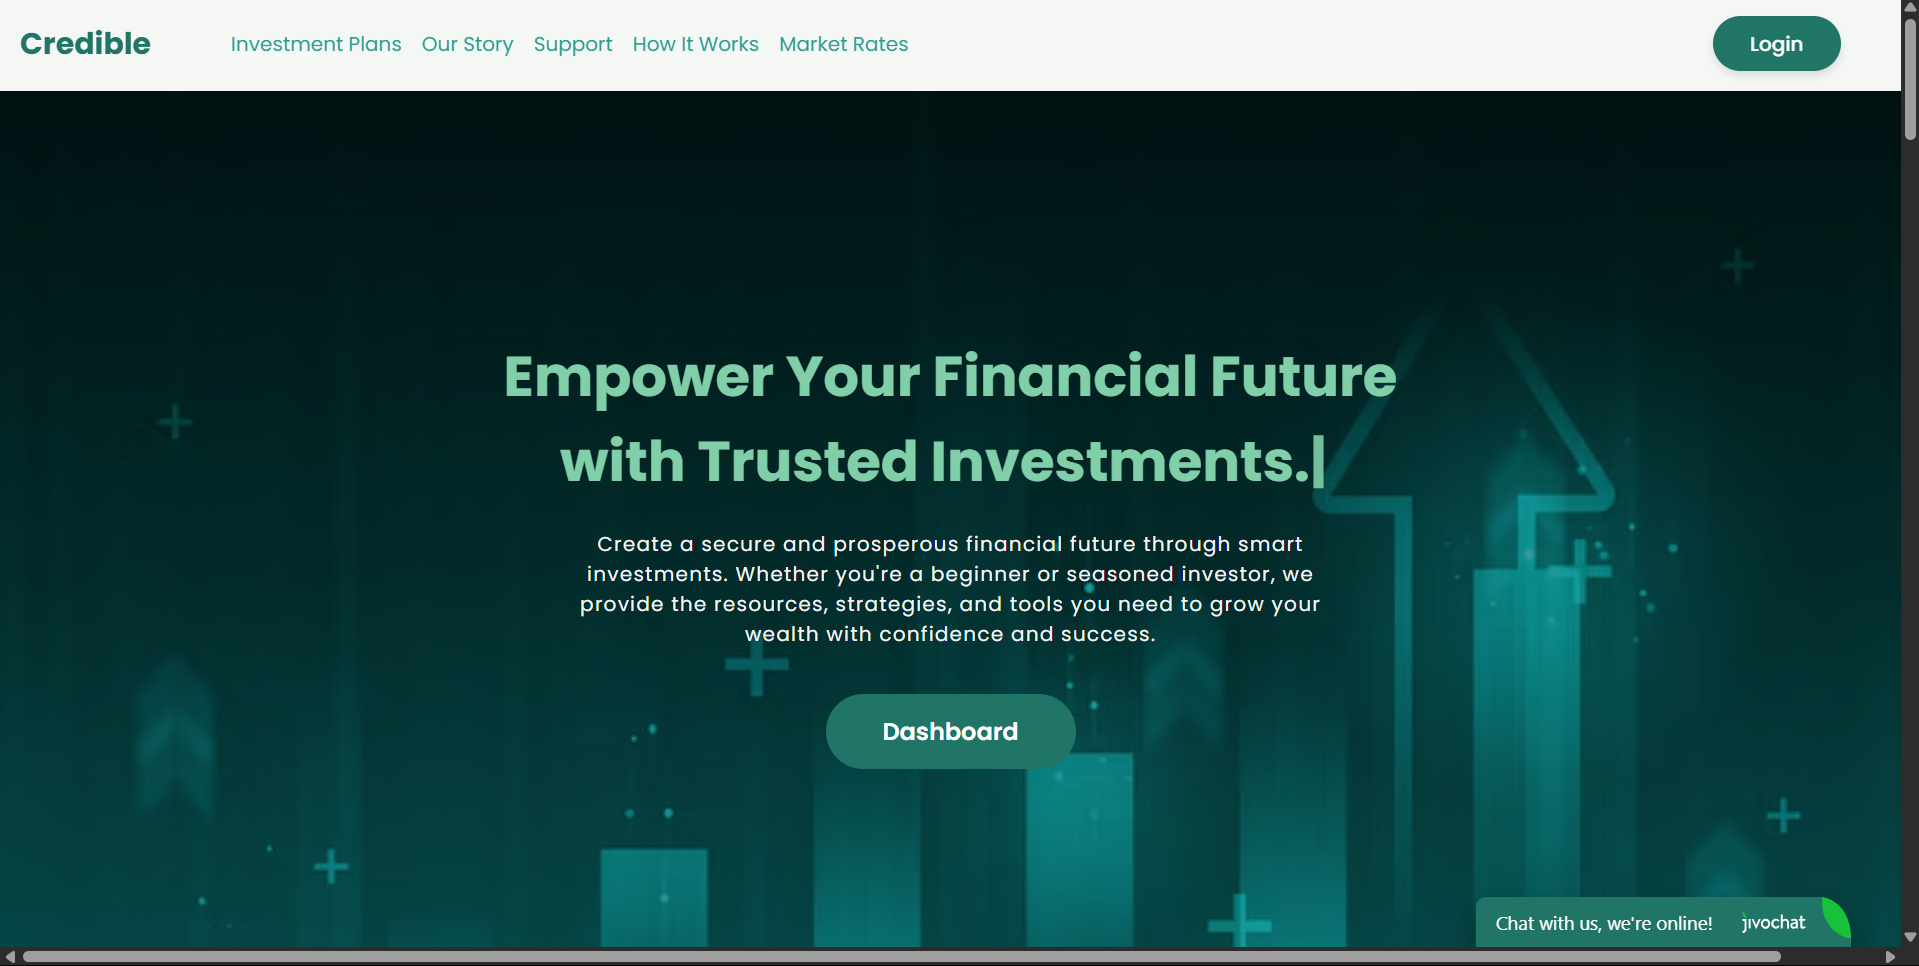 Credible
Investment Plans
Our Story
Support
How It Works
Market Rates
Login
Empower Your Financial Future
with Trusted Investments.|
Create a secure and prosperous financial future through smart
investments. Whether you're a beginner or seasoned investor, we
provide the resources, strategies, and tools you need to grow your
wealth with confidence and success.
Dashboard
Chat with us, we're online!
jivochat